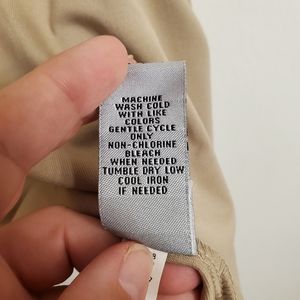 MACHINE
WASH COLD
WITH LIKE
COLORS
GENTLE CYCLE
ONLY
NON-CHLORINE
BLEACH
WHEN NEEDED
TUMBLE DRY LOW
COOL IRON
IF NEEDED